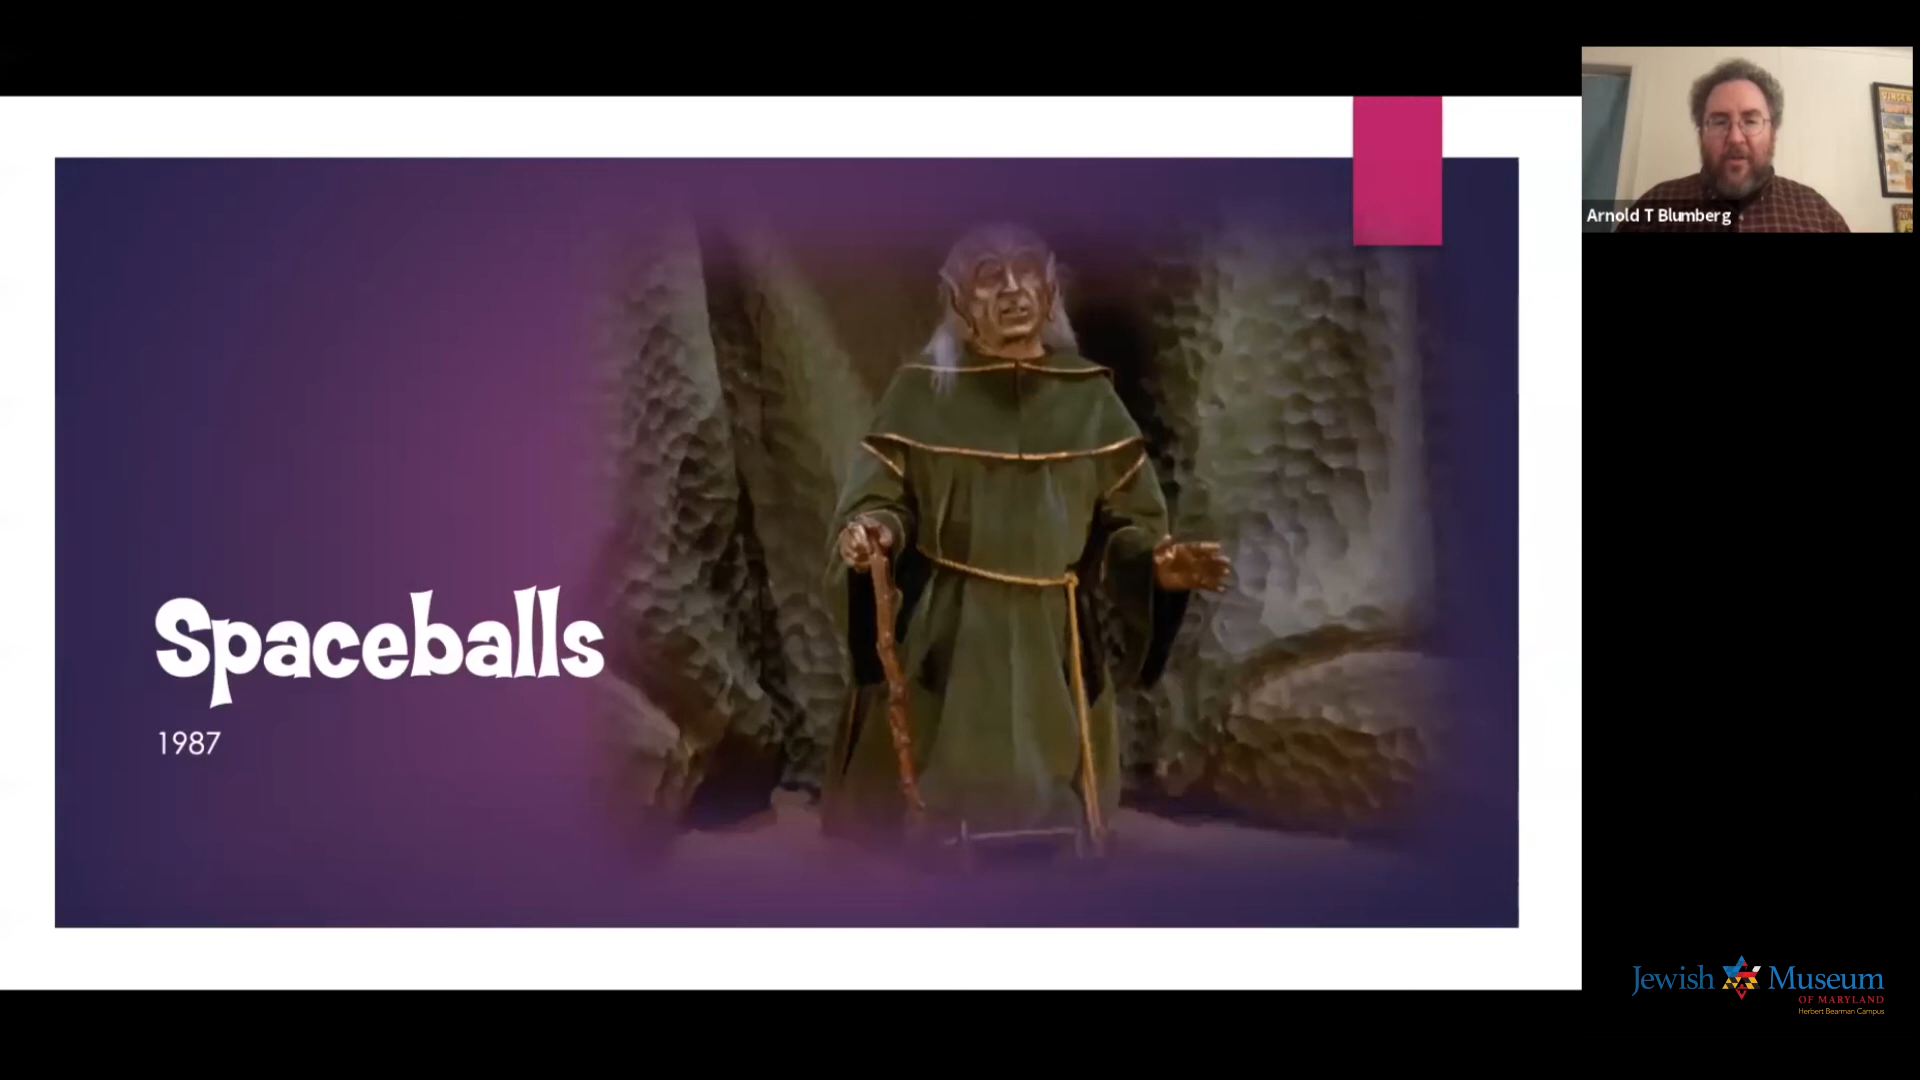 Spaceballs
1987
Arnold T Blumberg
Jewish Museum
OF MARYLAND
Herbert Bearman Campus